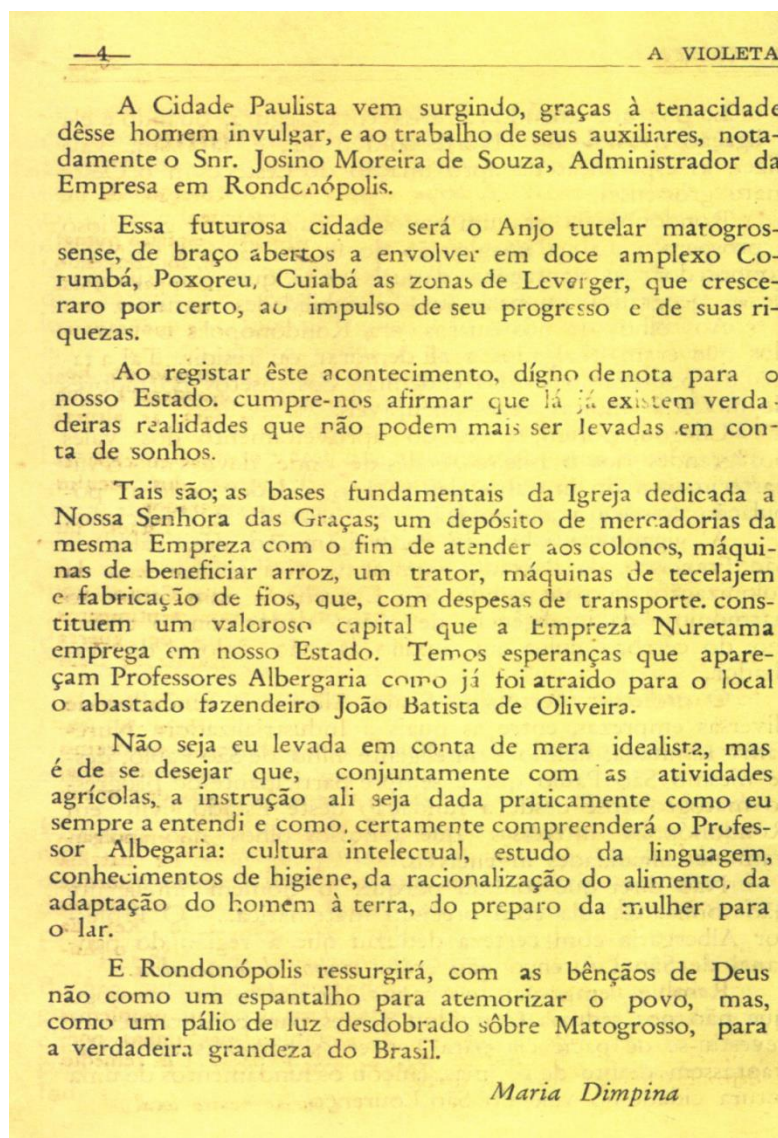 —4—
A VIOLETA
A Cidade Paulista vem surgindo, graças à tenacidade
dêsse homem invulgar, e ao trabalho de seus auxiliares, nota-
damente o Snr. Josino Moreira de Souza, Administrador da
Empresa em Rondonópolis.
Essa futurosa cidade será o Anjo tutelar matogros-
sense, de braço abertos a envolver em doce amplexo Co-
rumbá, Poxoreu, Cuiabá as zonas de Leverger, que cresce-
raro por certo, ao impulso de seu progresso e de suas ri-
quezas.
Ao registar êste acontecimento, dígno de nota para o
nosso Estado. cumpre-nos afirmar que lá já existem verda-
deiras realidades que não podem mais ser levadas em con-
ta de sonhos.
Tais são; as bases fundamentais da Igreja dedicada a
Nossa Senhora das Graças; um depósito de mercadorias da
mesma Empreza com o fim de atender aos colonos, máqui-
nas de beneficiar arroz, um trator, máquinas de tecelajem
e fabricação de fios, que, com despesas de transporte. cons-
tituem um valoroso capital que a Empreza Nuretama
emprega em nosso Estado. Temos esperanças que apare-
çam Professores Albergaria como já foi atraido para o local
o abastado fazendeiro João Batista de Oliveira.
Não seja eu levada em conta de mera idealista, mas
é de se desejar que, conjuntamente com as atividades
agrícolas, a instrução ali seja dada praticamente como eu
sempre a entendi e como, certamente compreenderá o Profes-
sor Albegaria: cultura intelectual, estudo da linguagem,
conhecimentos de higiene, da racionalização do alimento, da
adaptação do homem à terra, do preparo da mulher para
o lar.
E Rondonópolis ressurgirá, com as bênçãos de Deus
não como um espantalho para atemorizar o povo, mas,
como um pálio de luz desdobrado sôbre Matogrosso, para
a verdadeira grandeza do Brasil.
Maria Dimpina